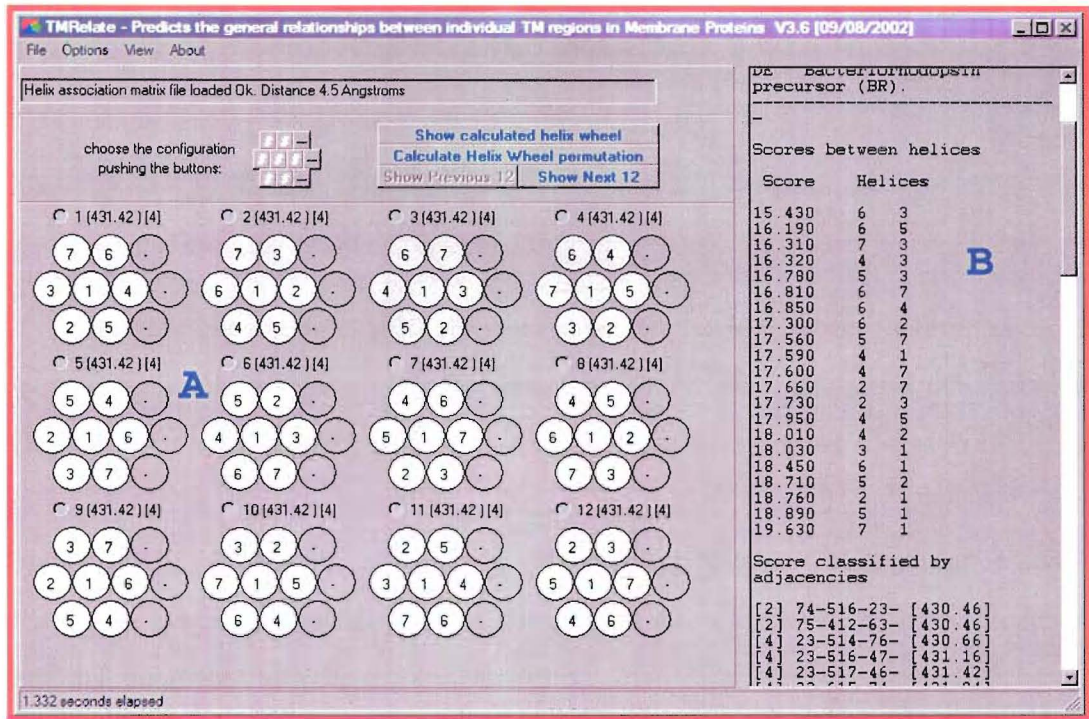 TMRelate - Predicts the general relationships between individual TM regions in Membrane Proteins V3.6 [09/08/2002]
File Options View About
Helix association matrix file loaded Ok. Distance 4.5 Angstroms
choose the configuration
pushing the buttons:
Show calculated helix wheel
Calculate Helix Wheel permutation
Show Previous 12 Show Next 12
1 (431.42 ) [4] 2 (431.42 ) [4] 3 (431.42 ) [4] 4 (431.42 ) [4]
7 6 . 7 3 . 6 7 . 6 4 .
3 1 4 . 6 1 2 . 4 1 3 . 7 1 5 .
2 5 . 4 5 . 5 2 . 3 2 .
5 (431.42 ) [4] 6 (431.42 ) [4] 7 (431.42 ) [4] 8 (431.42 ) [4]
A
5 4 . 5 2 . 4 6 . 4 5 .
2 1 6 . 4 1 3 . 5 1 7 . 6 1 2 .
3 7 . 6 7 . 2 3 . 7 3 .
9 (431.42 ) [4] 10 (431.42 ) [4] 11 (431.42 ) [4] 12 (431.42 ) [4]
3 7 . 3 2 . 2 5 . 2 3 .
2 1 6 . 7 1 5 . 3 1 4 . 5 1 7 .
5 4 . 6 4 . 7 6 . 4 6 .
DE Bacteriorhodopsin
precursor (BR).
Scores between helices
Score Helices
15.430 6 3
16.190 6 5
16.310 7 3
16.320 4 3
16.780 5 3
16.810 6 7
16.850 6 4
17.300 6 2
17.560 5 7
17.590 4 1
17.600 4 7
17.660 2 7
17.730 2 3
17.950 4 5
18.010 4 2
18.030 3 1
18.450 6 1
18.710 5 2
18.760 2 1
18.890 5 1
19.630 7 1
B
Score classified by
adjacencies
[2] 74-516-23- [430.46]
[2] 75-412-63- [430.46]
[4] 23-514-76- [430.66]
[4] 23-516-47- [431.16]
[4] 23-517-46- [431.42]
1.332 seconds elapsed